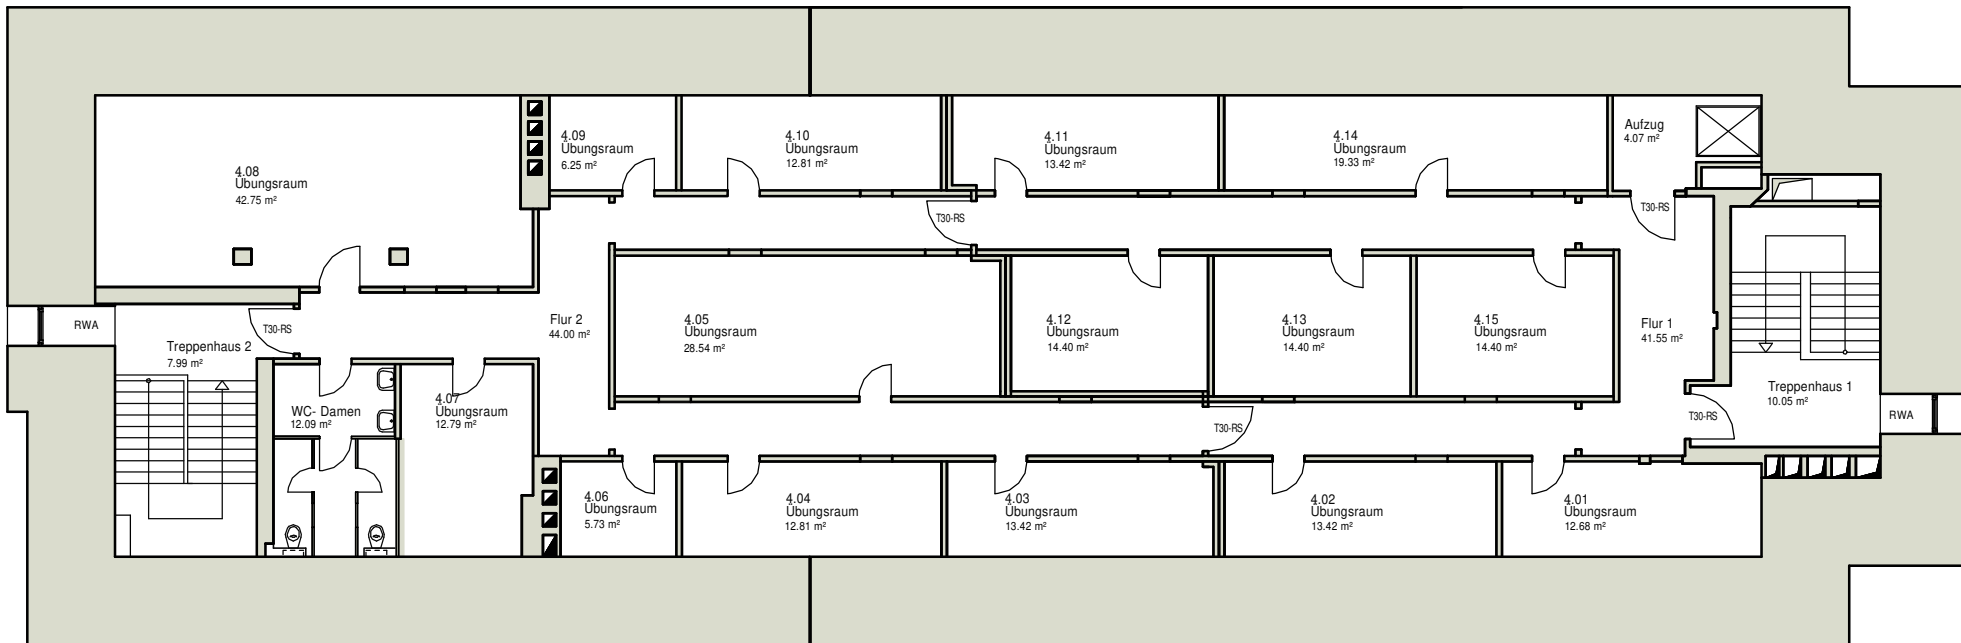 4.08
Übungsraum
42.75 m²
4.09
Übungsraum
6.25 m²
4.10
Übungsraum
12.81 m²
4.11
Übungsraum
13.42 m²
4.14
Übungsraum
19.33 m²
Aufzug
4.07 m²
T30-RS
T30-RS
RWA
T30-RS
Treppenhaus 2
7.99 m²
Flur 2
44.00 m²
4.05
Übungsraum
28.54 m²
4.12
Übungsraum
14.40 m²
4.13
Übungsraum
14.40 m²
4.15
Übungsraum
14.40 m²
Flur 1
41.55 m²
Treppenhaus 1
10.05 m²
RWA
WC- Damen
12.09 m²
4.07
Übungsraum
12.79 m²
T30-RS
T30-RS
4.06
Übungsraum
5.73 m²
4.04
Übungsraum
12.81 m²
4.03
Übungsraum
13.42 m²
4.02
Übungsraum
13.42 m²
4.01
Übungsraum
12.68 m²